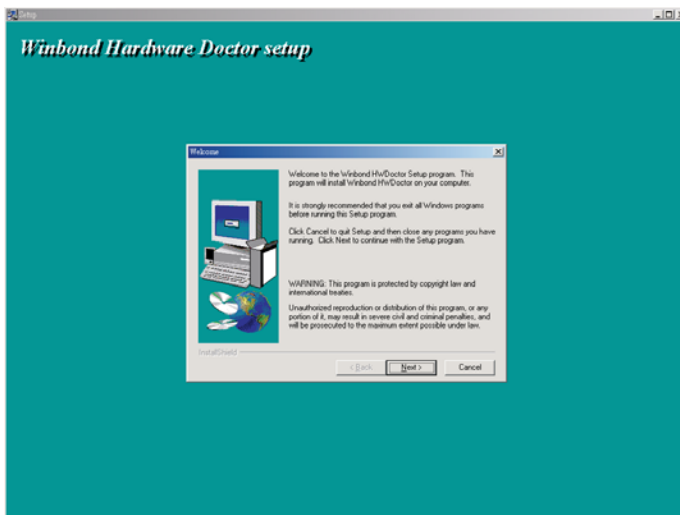 Setup
Winbond Hardware Doctor setup
Welcome
Welcome to the Winbond HWDoctor Setup program. This
program will install Winbond HWDoctor on your computer.
It is strongly recommended that you exit all Windows programs
before running this Setup program.
Click Cancel to quit Setup and then close any programs you have
running. Click Next to continue with the Setup program.
WARNING: This program is protected by copyright law and
international treaties.
Unauthorized reproduction or distribution of this program, or any
portion of it, may result in severe civil and criminal penalties, and
will be prosecuted to the maximum extent possible under law.
InstallShield
< Back
Next >
Cancel